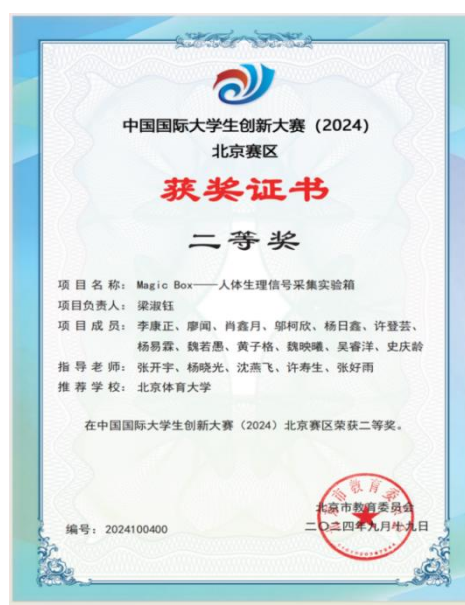 中国国际大学生创新大赛（2024）
北京赛区
获奖证书
二等奖
项目名称：Magic Box——人体生理信号采集实验箱
项目负责人：梁淑钰
项目成员：李康正、廖闻、肖鑫月、邬柯欣、杨日鑫、许登芸、
杨易霖、魏若愚、黄子格、魏映曦、吴睿洋、史庆龄
指导老师：张开宇、杨晓光、沈燕飞、许寿生、张好雨
推荐学校：北京体育大学
在中国国际大学生创新大赛（2024）北京赛区荣获二等奖。
北京市教育委员会
编号：2024100400
二〇二四年九月十九日